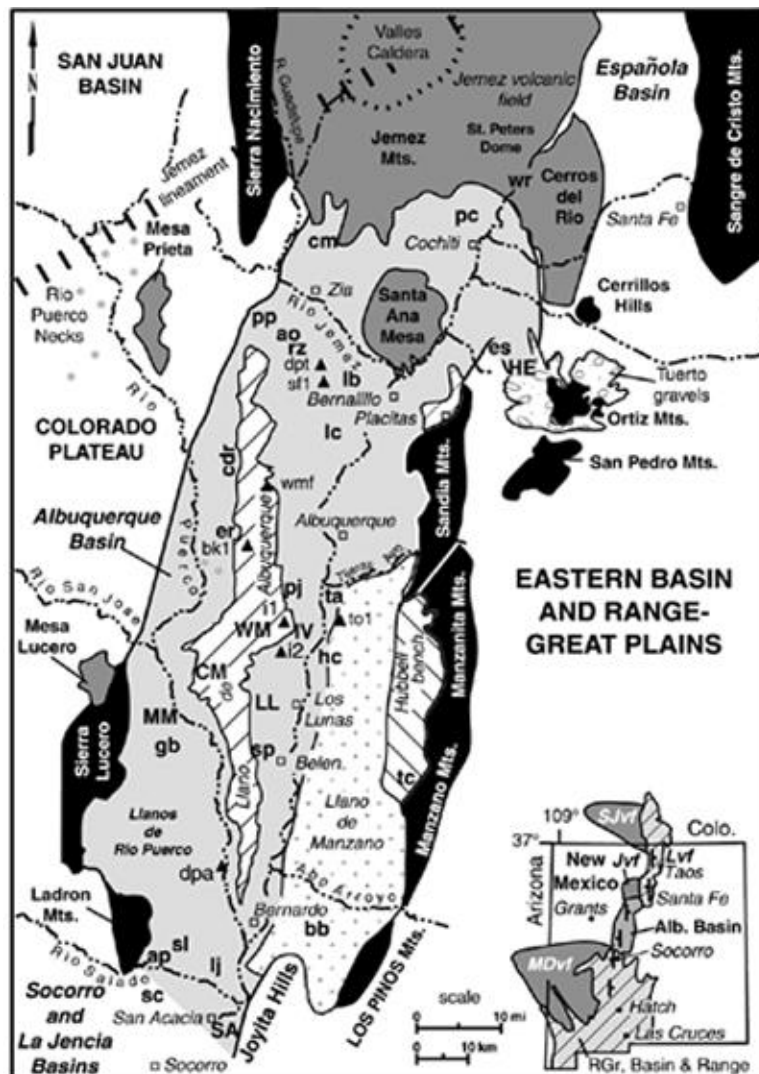 Valles
Caldera
SAN JUAN
BASIN
N
R. Guadalupe
Jemez volcanic
field
Española
Basin
St. Peters
Dome
Jemez
Mts.
Sierra Nacimiento
Sangre de Cristo Mts.
Jemez
lineament
wr
Cerros
del
Rio
Mesa
Prieta
cm
pc
Cochiti
Santa Fe
Zia
Santa
Ana
Mesa
Cerrillos
Hills
Rio
Puerco
Necks
pp
Rio Jemez
ao
rz
dpt
sf1
lb
es
HE
Bernalillo
Placitas
Tuerto
gravels
Ortiz Mts.
Rio
COLORADO
PLATEAU
lc
San Pedro Mts.
cdr
wmf
Sandia Mts.
Albuquerque
Basin
Puerco
er
bk1
Albuquerque
Albuquerque
Tijeras
EASTERN BASIN
AND RANGE-
GREAT PLAINS
Rio San Jose
pj
i1
ta
to1
WM
IV
i2
hc
Mesa
Lucero
CM
de
Hubbell
bench
Manzanita Mts.
LL
Los
Lunas
MM
gb
Sierra
Lucero
sp
Belen
tc
Llano
Llanos
de
Rio Puerco
Llano
de
Manzano
Manzano Mts.
dpa
Abo Arroyo
Ladron
Mts.
Bernardo
bb
ap
sl
lj
Rio Salado
sc
San Acacia
SA
Socorro
and
La Jencia
Basins
Socorro
Joyita Hills
LOS PINOS Mts.
scale
10 mi
10 km
109°
SJvf
37°
Colo.
New
Mexico
Jvf
Lvf
Taos
Santa Fe
Arizona
Grants
Alb. Basin
Socorro
MDvf
Hatch
Las Cruces
RGr, Basin & Range